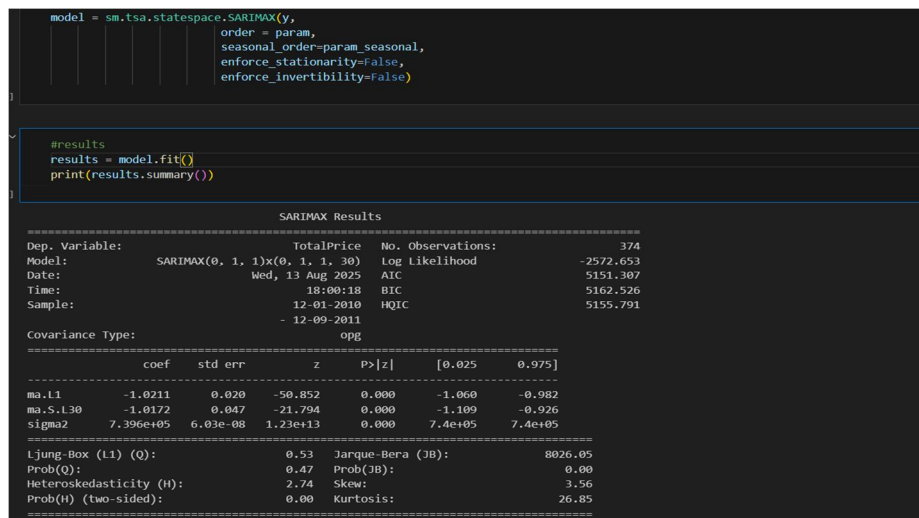 model = sm.tsa.statespace.SARIMAX(y,
order = param,
seasonal_order=param_seasonal,
enforce_stationarity=False,
enforce_invertibility=False)
]
#results
results = model.fit()
print(results.summary())
]
SARIMAX Results
==========================================================================================
Dep. Variable: TotalPrice No. Observations: 374
Model: SARIMAX(0, 1, 1)x(0, 1, 1, 30) Log Likelihood -2572.653
Date: Wed, 13 Aug 2025 AIC 5151.307
Time: 18:00:18 BIC 5162.526
Sample: 12-01-2010 HQIC 5155.791
- 12-09-2011
Covariance Type: opg
==============================================================================
coef std err z P>|z| [0.025 0.975]
------------------------------------------------------------------------------
ma.L1 -1.0211 0.020 -50.852 0.000 -1.060 -0.982
ma.S.L30 -1.0172 0.047 -21.794 0.000 -1.109 -0.926
sigma2 7.396e+05 6.03e-08 1.23e+13 0.000 7.4e+05 7.4e+05
===================================================================================
Ljung-Box (L1) (Q): 0.53 Jarque-Bera (JB): 8026.05
Prob(Q): 0.47 Prob(JB): 0.00
Heteroskedasticity (H): 2.74 Skew: 3.56
Prob(H) (two-sided): 0.00 Kurtosis: 26.85
===================================================================================